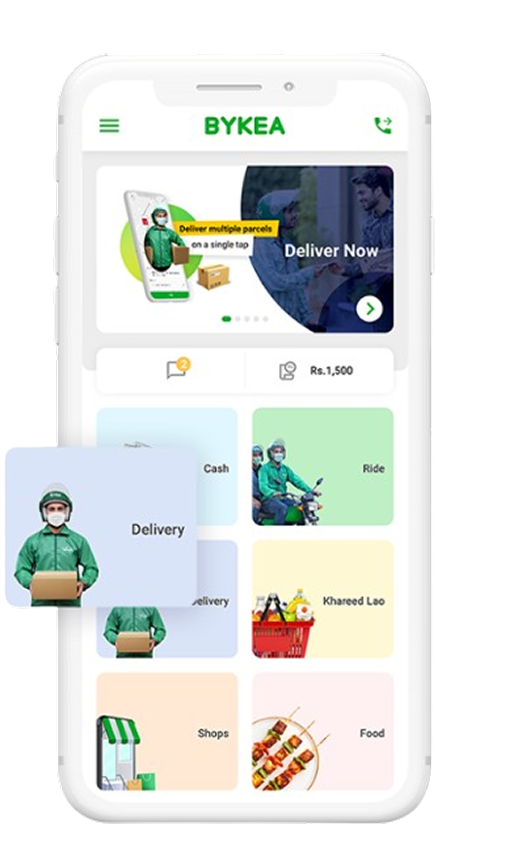 BYKEA
Deliver multiple parcels
on a single tap
Deliver Now
2
Rs.1,500
Cash
Ride
Delivery
Delivery
Khareed Lao
Shops
Food